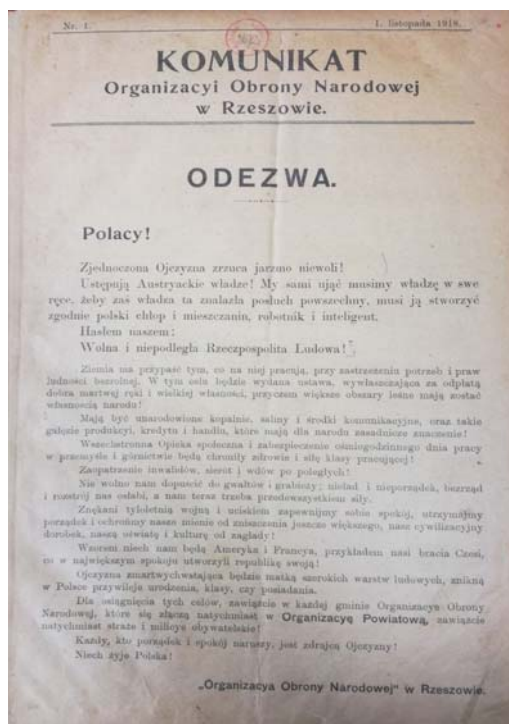 Nr. 1.
1. listopada 1918.
KOMUNIKAT
Organizacyi Obrony Narodowej
w Rzeszowie.
ODEZWA.
Polacy!
Zjednoczona Ojczyzna zrzuca jarzmo niewoli!
Ustępują Austryackie władze! My sami ująć musimy władzę w swe
ręce, żeby zaś władza ta znalazła posłuch powszechny, musi ją stworzyć
zgodnie polski chłop i mieszczanin, robotnik i inteligent.
Hasłem naszem:
Wolna i niepodległa Rzeczpospolita Ludowa!
Ziemia ma przypaść tym, co na niej pracują, przy zastrzeżeniu potrzeb i praw
ludności bezrolnej. W tym celu będzie wydana ustawa, wywłaszczająca za odpłatą
dobra martwej ręki i wielkiej własności, przyczem większe obszary leśne mają zostać
własnością narodu!
Mają być unarodowione kopalnie, saliny i środki komunikacyjne, oraz takie
gałęzie produkcyi, kredytu i handlu, które mają dla narodu zasadnicze znaczenie!
Wszechstronna Opieka społeczna i zabezpieczenie ośmiogodzinnego dnia pracy
w przemyśle i górnictwie będą chroniły zdrowie i siłę klasy pracującej!
Zaopatrzenie inwalidów, sierot i wdów po poległych!
Nie wolno nam dopuścić do gwałtów i grabieży; nieład i nieporządek, bezrząd
i rozstrój nas osłabi, a nam teraz trzeba przedewszystkiem siły.
Znękani tyloletnią wojną i uciskiem zapewnijmy sobie spokój, utrzymajmy
porządek i ochrońmy nasze mienie od zniszczenia jeszcze większego, nasz cywilizacyjny
dorobek, naszą oświatę i kulturę od zagłady!
Wzorem niech nam będą Ameryka i Francya, przykładem nasi bracia Czesi,
co w największym spokoju utworzyli republikę swoją!
Ojczyzna zmartwychwstająca będzie matką szerokich warstw ludowych, znikną
w Polsce przywileje urodzenia, klasy, czy posiadania.
Dla osiągnięcia tych celów, zawiążcie w każdej gminie Organizacye Obrony
Narodowej, które się złączą natychmiast w Organizacyę Powiatową, zawiążcie
natychmiast straże i milicye obywatelskie!
Każdy, kto porządek i spokój naruszy, jest zdrajcą Ojczyzny!
Niech żyje Polska!
„Organizacya Obrony Narodowej" w Rzeszowie.